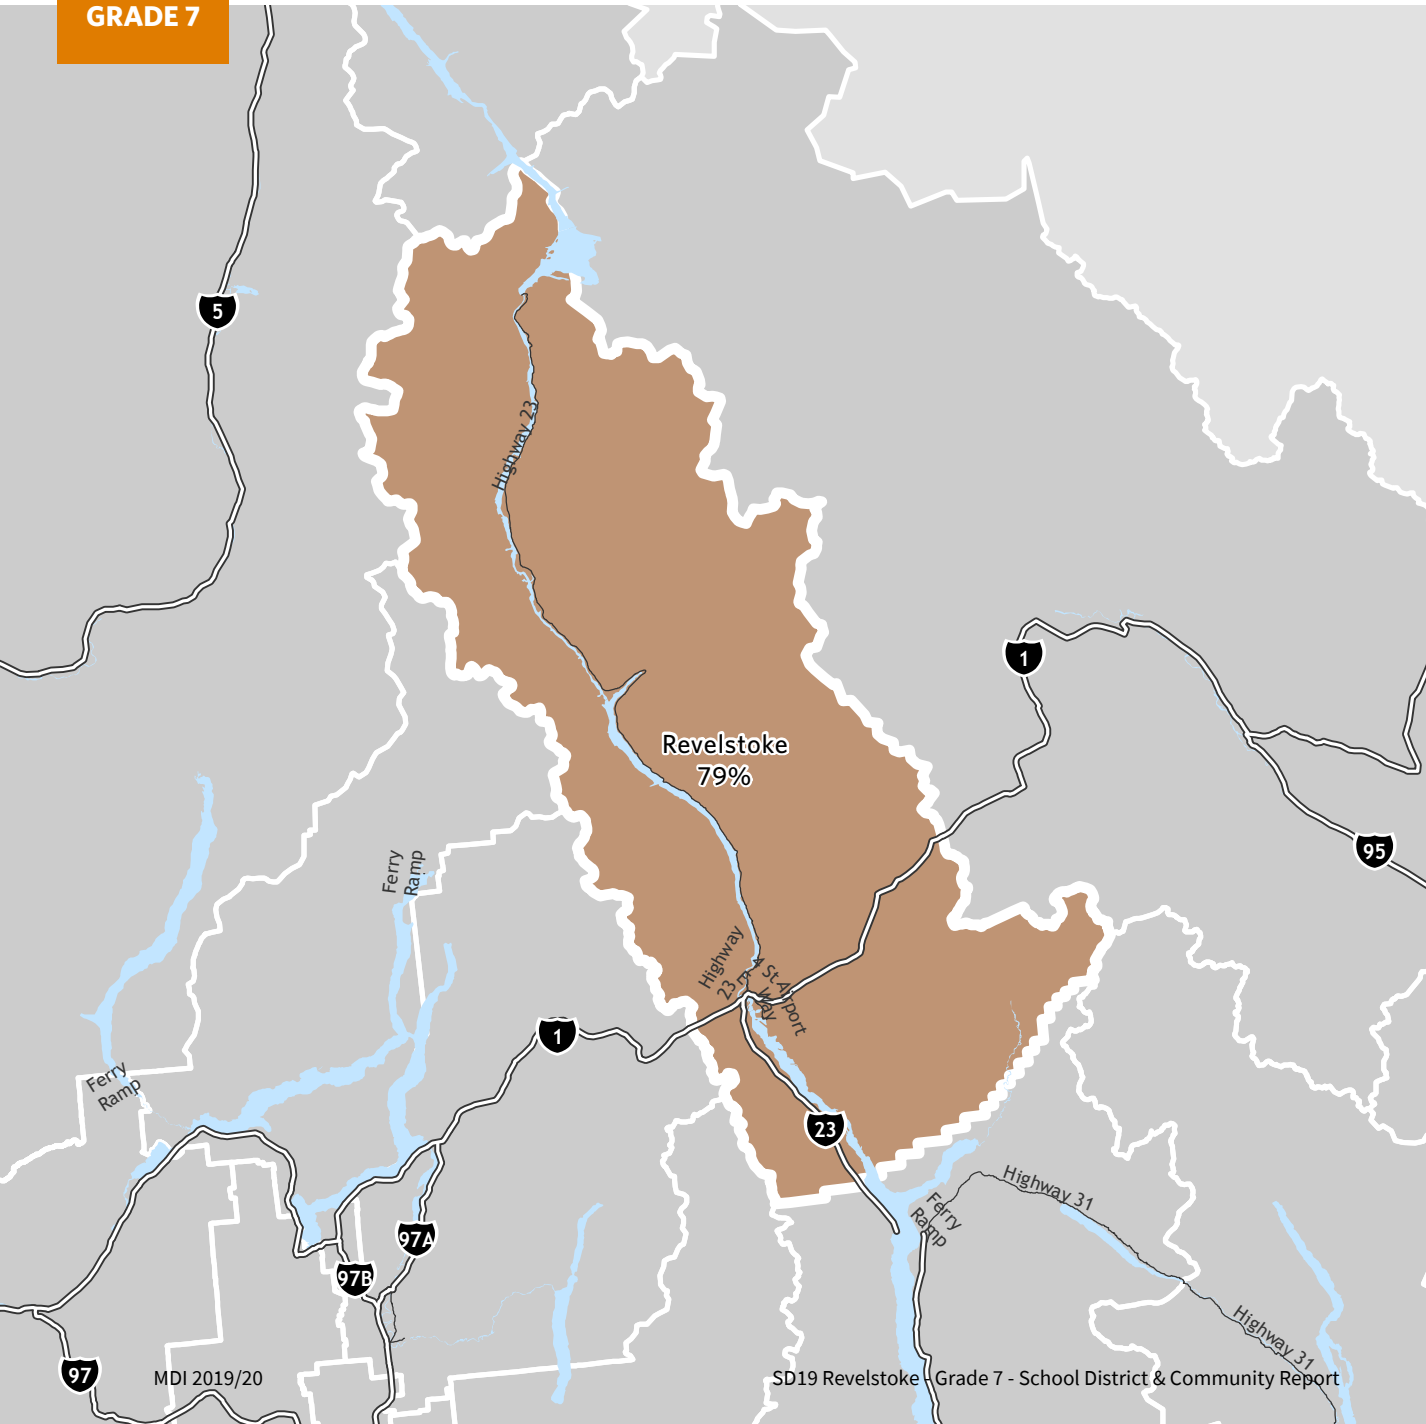 GRADE 7
5
Highway 23
1
Revelstoke
79%
95
Ferry
Ramp
Highway
23
4 St
Airport
Way
1
Ferry
Ramp
23
Highway 31
Ferry
Ramp
97A
97B
Highway 31
97
MDI 2019/20
SD19 Revelstoke - Grade 7 - School District & Community Report